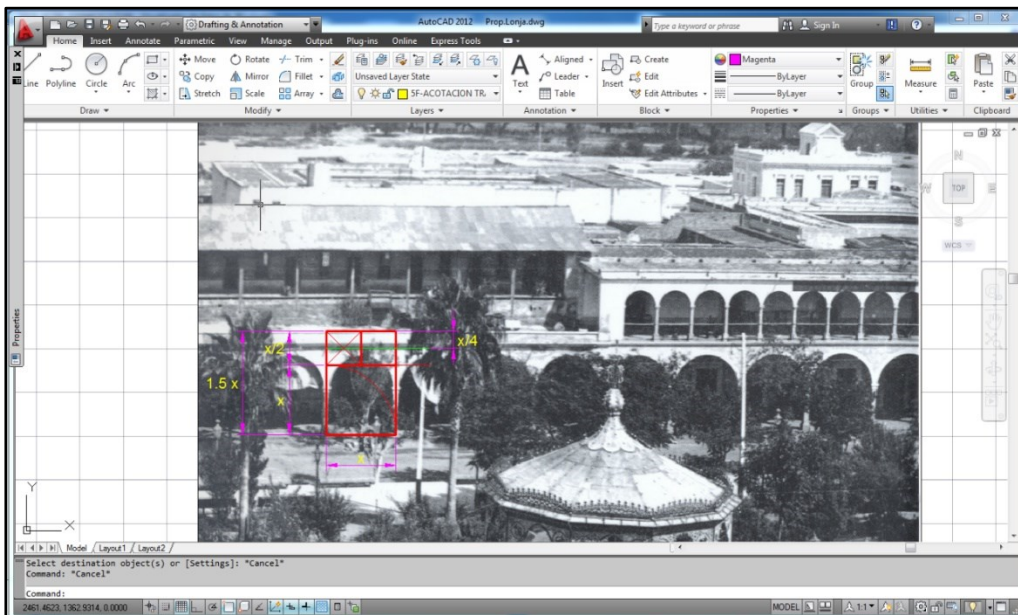 AutoCAD 2012 Prop.Lonja.dwg
Drafting & Annotation
Type a keyword or phrase
Sign In
Home Insert Annotate Parametric View Manage Output Plug-ins Online Express Tools
Line Polyline Circle Arc
Move Rotate Trim
Copy Mirror Fillet
Stretch Scale Array
Unsaved Layer State
5F-ACOTACION TR
Text
Aligned
Leader
Table
Insert
Create
Edit
Edit Attributes
Magenta
ByLayer
ByLayer
Group
Measure
Paste
Draw Modify Layers Annotation Block Properties Groups Utilities Clipboard
N
W TOP E
S
WCS
Properties
x/2
x/4
1.5 x
x
x
Y
X
Model Layout1 Layout2
Select destination object(s) or [Settings]: *Cancel*
Command: *Cancel*
Command:
2461.4623, 1362.9314, 0.0000
MODEL
1:1